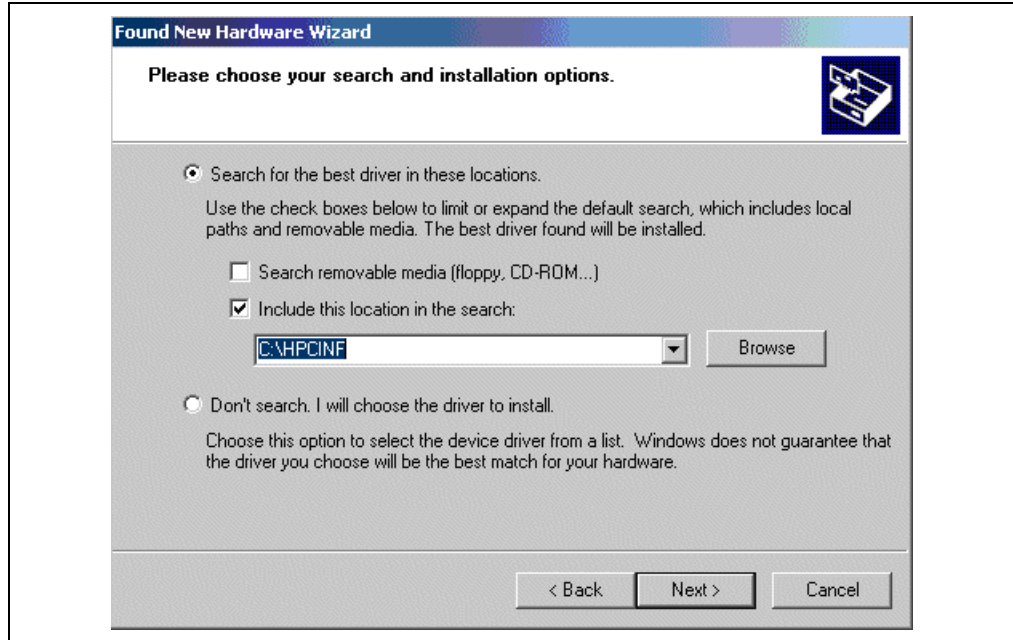 Found New Hardware Wizard
Please choose your search and installation options.
Search for the best driver in these locations.
Use the check boxes below to limit or expand the default search, which includes local
paths and removable media. The best driver found will be installed.
Search removable media (floppy, CD-ROM...)
Include this location in the search:
C:\HPCINF
Browse
Don't search. I will choose the driver to install.
Choose this option to select the device driver from a list. Windows does not guarantee that
the driver you choose will be the best match for your hardware.
< Back Next > Cancel